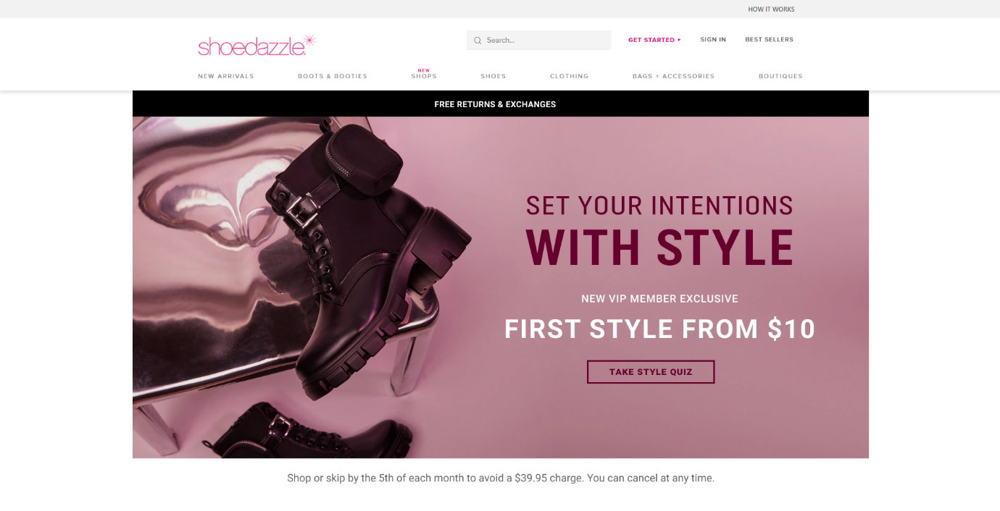 HOW IT WORKS
shoedazzle
Search...
GET STARTED
SIGN IN
BEST SELLERS
NEW ARRIVALS
BOOTS & BOOTIES
NEW
SHOPS
SHOES
CLOTHING
BAGS + ACCESSORIES
BOUTIQUES
FREE RETURNS & EXCHANGES
SET YOUR INTENTIONS
WITH STYLE
NEW VIP MEMBER EXCLUSIVE
FIRST STYLE FROM $10
TAKE STYLE QUIZ
Shop or skip by the 5th of each month to avoid a $39.95 charge. You can cancel at any time.